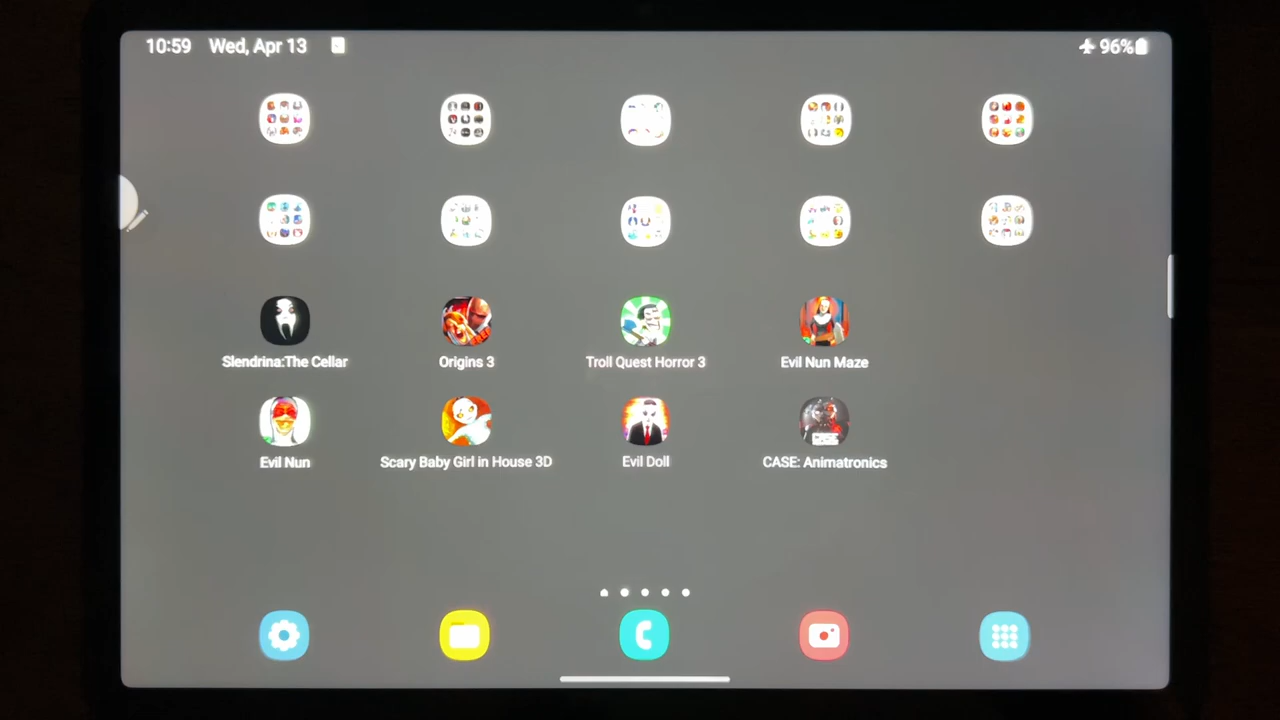 10:59 Wed, Apr 13 96%
Slendrina:The Cellar Origins 3 Troll Quest Horror 3 Evil Nun Maze
Evil Nun Scary Baby Girl in House 3D Evil Doll CASE: Animatronics